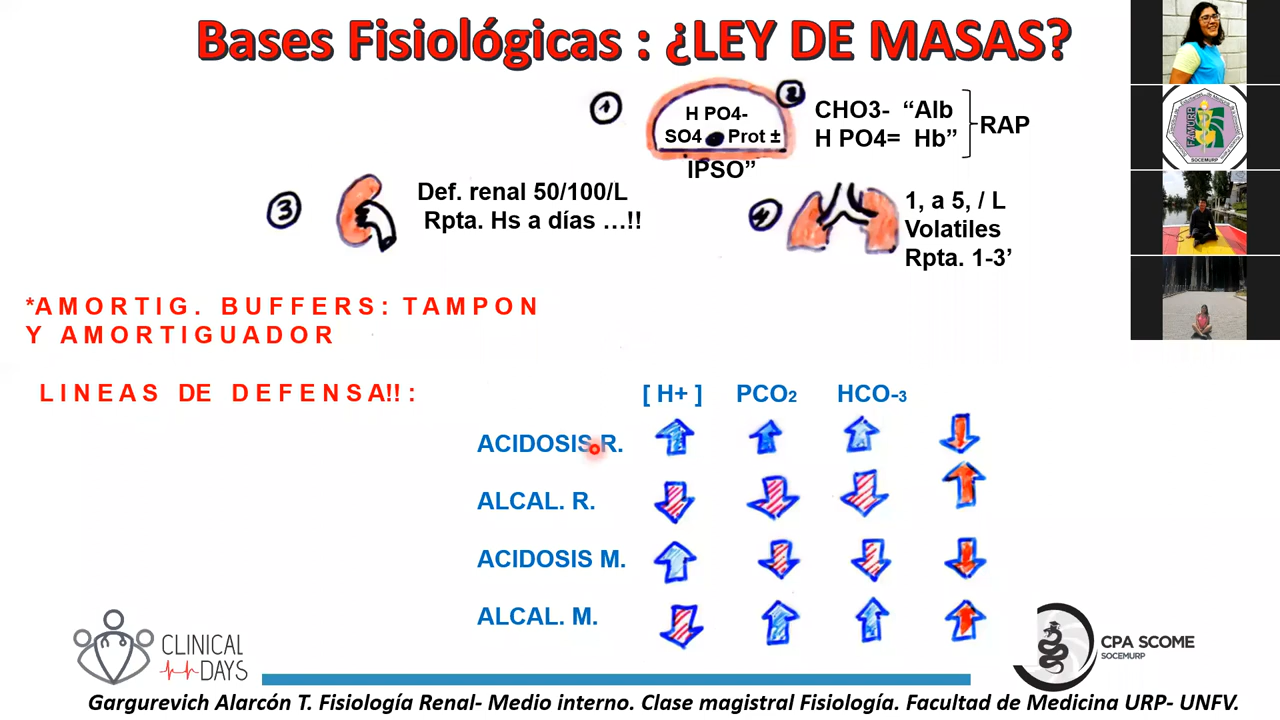 Bases Fisiológicas : ¿LEY DE MASAS?
1
2
H PO4-
SO4 Prot ±
IPSO”
CHO3- “Alb
H PO4= Hb”
RAP
3
Def. renal 50/100/L
Rpta. Hs a días …!!
4
1, a 5, / L
Volatiles
Rpta. 1-3’
*AMORTIG. BUFFERS: TAMPON
Y AMORTIGUADOR
LINEAS DE DEFENSA!! :
[ H+ ] PCO2 HCO-3
ACIDOSIS R.
ALCAL. R.
ACIDOSIS M.
ALCAL. M.
CLINICAL
DAYS
CPA SCOME
SOCEMURP
Gargurevich Alarcón T. Fisiología Renal- Medio interno. Clase magistral Fisiología. Facultad de Medicina URP- UNFV.
FAMURP
SOCEMURP